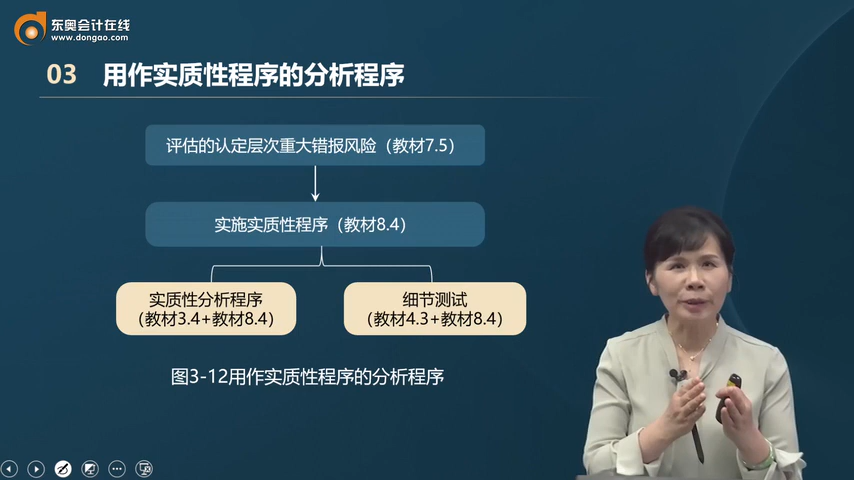 东奥会计在线
www.dongao.com
03 用作实质性程序的分析程序
评估的认定层次重大错报风险（教材7.5）
实施实质性程序（教材8.4）
实质性分析程序
（教材3.4+教材8.4）
细节测试
（教材4.3+教材8.4）
图3-12用作实质性程序的分析程序